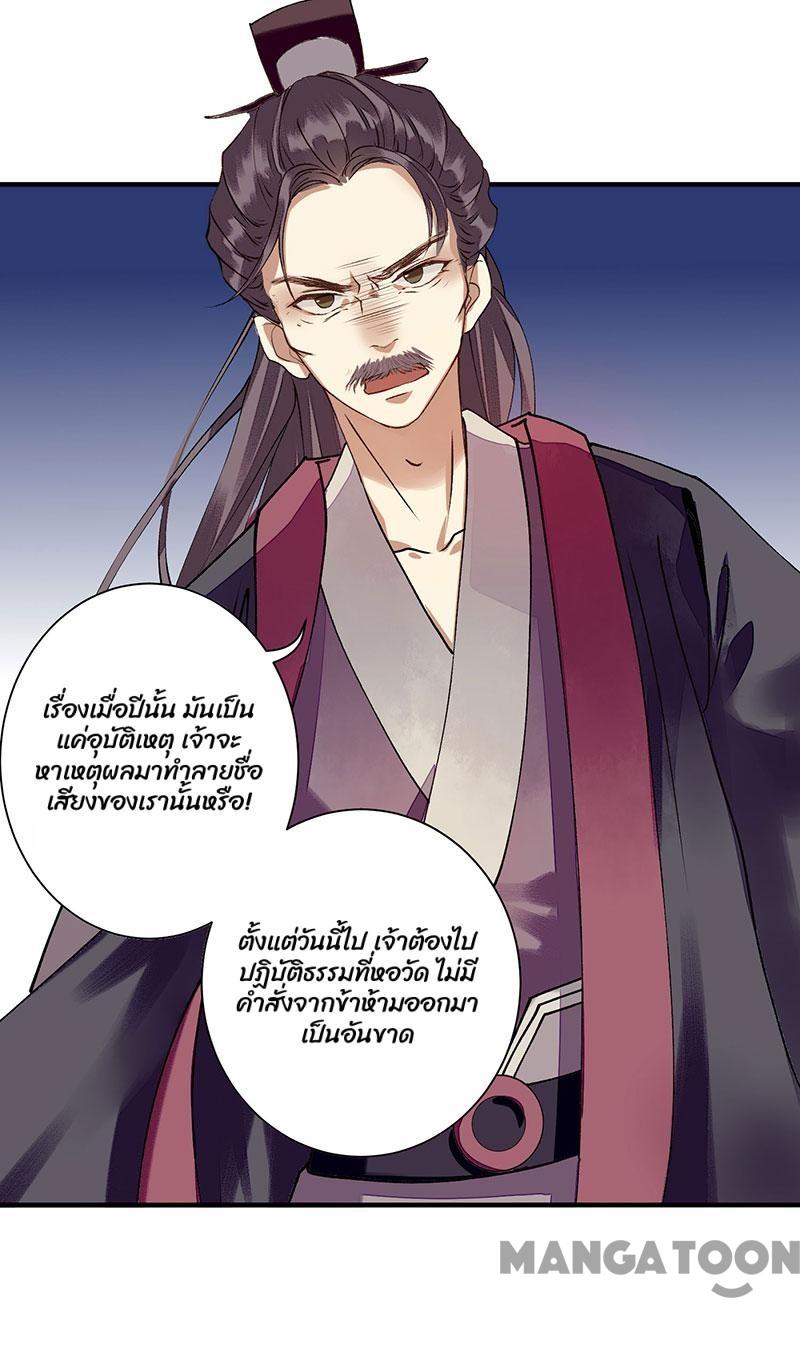 เรื่องเมื่อปีนั้น มันเป็น
แค่อุบัติเหตุ เจ้าจะ
หาเหตุผลมาทำลายชื่อ
เสียงของเรานั้นหรือ!
ตั้งแต่วันนี้ไป เจ้าต้องไป
ปฏิบัติธรรมที่หอวัด ไม่มี
คำสั่งจากข้าห้ามออกมา
เป็นอันขาด
MANGA TOON